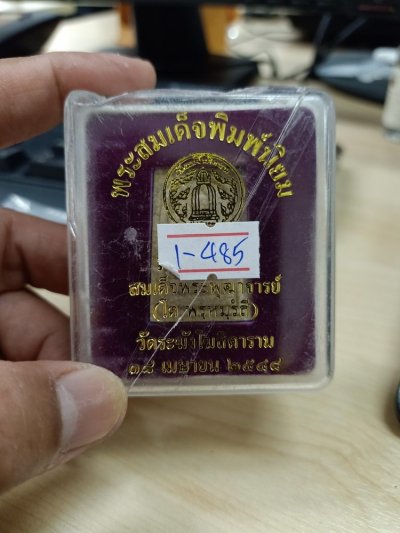 พระสมเด็จพิมพ์นิยม
1-485
สมเด็จพระพุฒาจารย์
(โต พรหมรังสี)
วัดระฆังโฆสิตาราม
เมษายน ๒๕๔๘